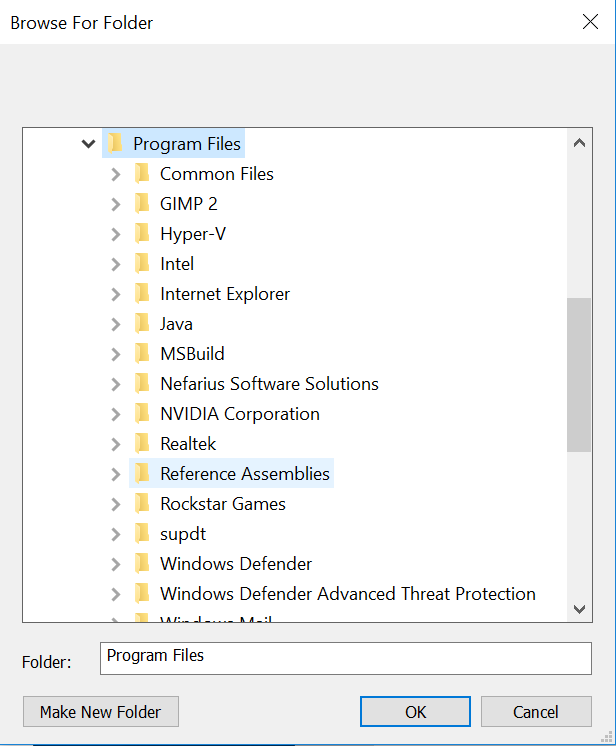 Browse For Folder
Program Files
Common Files
GIMP 2
Hyper-V
Intel
Internet Explorer
Java
MSBuild
Nefarius Software Solutions
NVIDIA Corporation
Realtek
Reference Assemblies
Rockstar Games
supdt
Windows Defender
Windows Defender Advanced Threat Protection
Windows Mail
Folder: Program Files
Make New Folder OK Cancel